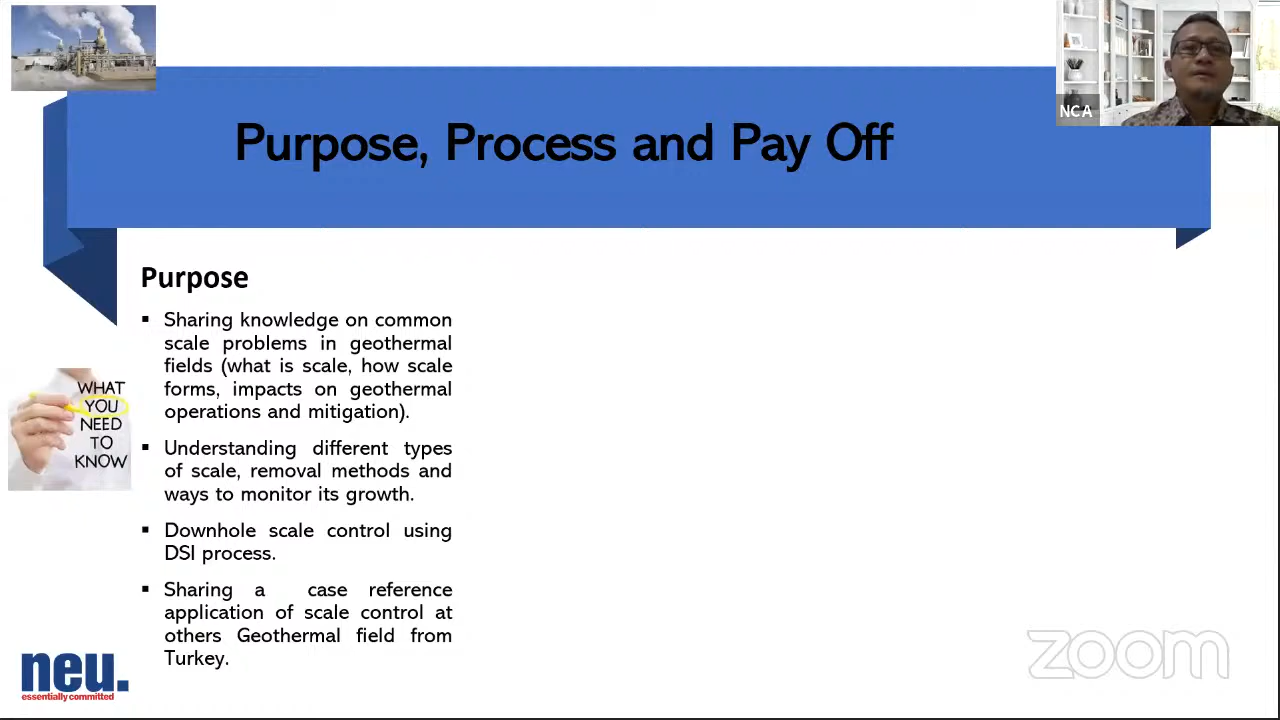 NCA
Purpose, Process and Pay Off
Purpose
▪ Sharing knowledge on common
scale problems in geothermal
fields (what is scale, how scale
forms, impacts on geothermal
operations and mitigation).
▪ Understanding different types
of scale, removal methods and
ways to monitor its growth.
▪ Downhole scale control using
DSI process.
▪ Sharing a case reference
application of scale control at
others Geothermal field from
Turkey.
WHAT
YOU
NEED
TO
KNOW
neu.
essentially committed
zoom